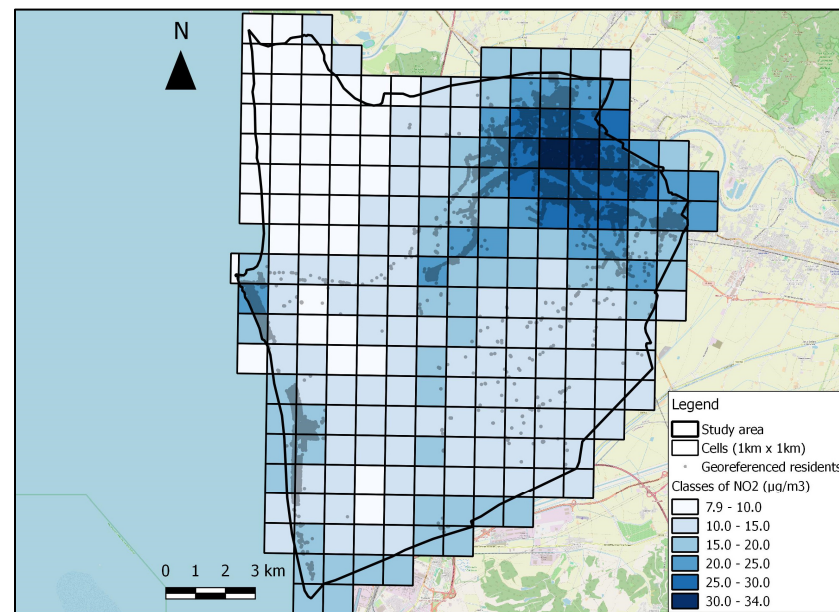 N
0 1 2 3 km
Legend
Study area
Cells (1km x 1km)
Georeferenced residents
Classes of NO2 (µg/m3)
7.9 - 10.0
10.0 - 15.0
15.0 - 20.0
20.0 - 25.0
25.0 - 30.0
30.0 - 34.0